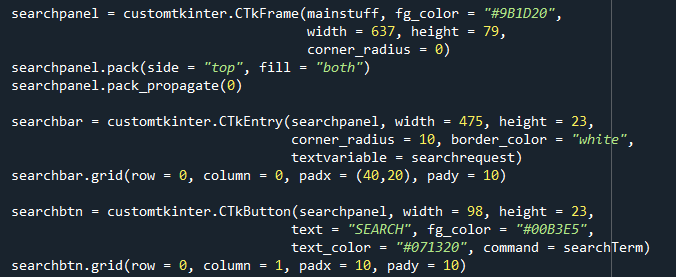 searchpanel = customtkinter.CTkFrame(mainstuff, fg_color = "#9B1D20",
                                     width = 637, height = 79,
                                     corner_radius = 0)
searchpanel.pack(side = "top", fill = "both")
searchpanel.pack_propagate(0)

searchbar = customtkinter.CTkEntry(searchpanel, width = 475, height = 23,
                                   corner_radius = 10, border_color = "white",
                                   textvariable = searchrequest)
searchbar.grid(row = 0, column = 0, padx = (40,20), pady = 10)

searchbtn = customtkinter.CTkButton(searchpanel, width = 98, height = 23,
                                   text = "SEARCH", fg_color = "#00B3E5",
                                   text_color = "#071320", command = searchTerm)
searchbtn.grid(row = 0, column = 1, padx = 10, pady = 10)